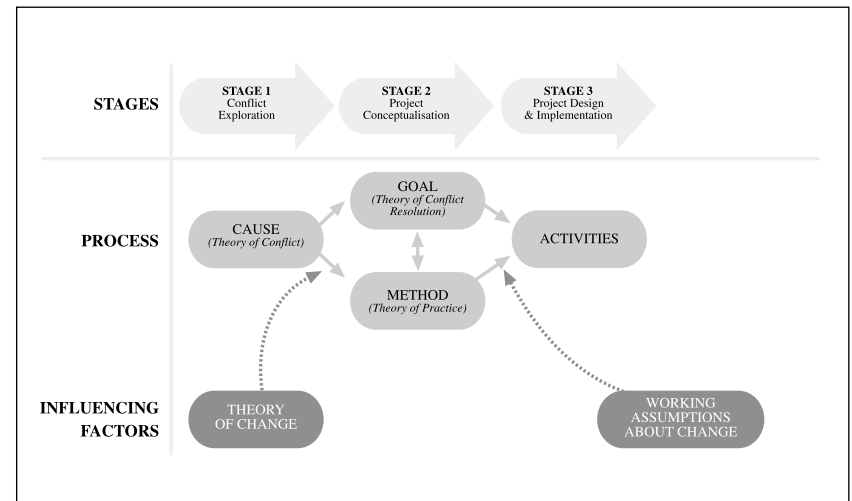 STAGES
STAGE 1
Conflict
Exploration
STAGE 2
Project
Conceptualisation
STAGE 3
Project Design
& Implementation
PROCESS
CAUSE
(Theory of Conflict)
GOAL
(Theory of Conflict
Resolution)
METHOD
(Theory of Practice)
ACTIVITIES
INFLUENCING
FACTORS
THEORY
OF CHANGE
WORKING
ASSUMPTIONS
ABOUT CHANGE